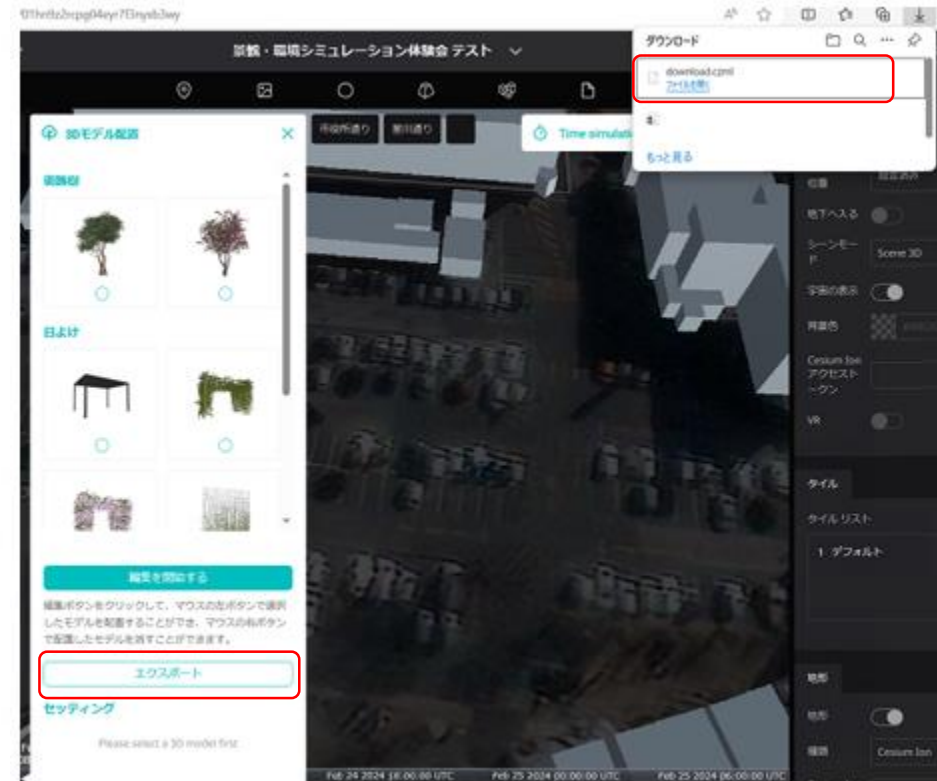 景観・環境シミュレーション体験会 テスト
ダウンロード
download.czml
ファイルを開く
もっと見る
3Dモデル配置
市役所通り
Time simulati
街路樹
日よけ
編集を開始する
編集ボタンをクリックして、マウスの左ボタンで選択
したモデルを配置することができ、マウスの右ボタン
で配置したモデルを消すことができます。
エクスポート
セッティング
Please select a 3D model first
位置
地下へ入る
シーンモー
ド
Scene 3D
宇宙の表示
背景色
Cesium Ion
アクセスト
ークン
VR
タイル
タイルリスト
1 デフォルト
地形
地形
種類
Cesium Ion
Feb 24 2024 18:00:00 UTC
Feb 25 2024 00:00:00 UTC
Feb 25 2024 06:00:00 UTC